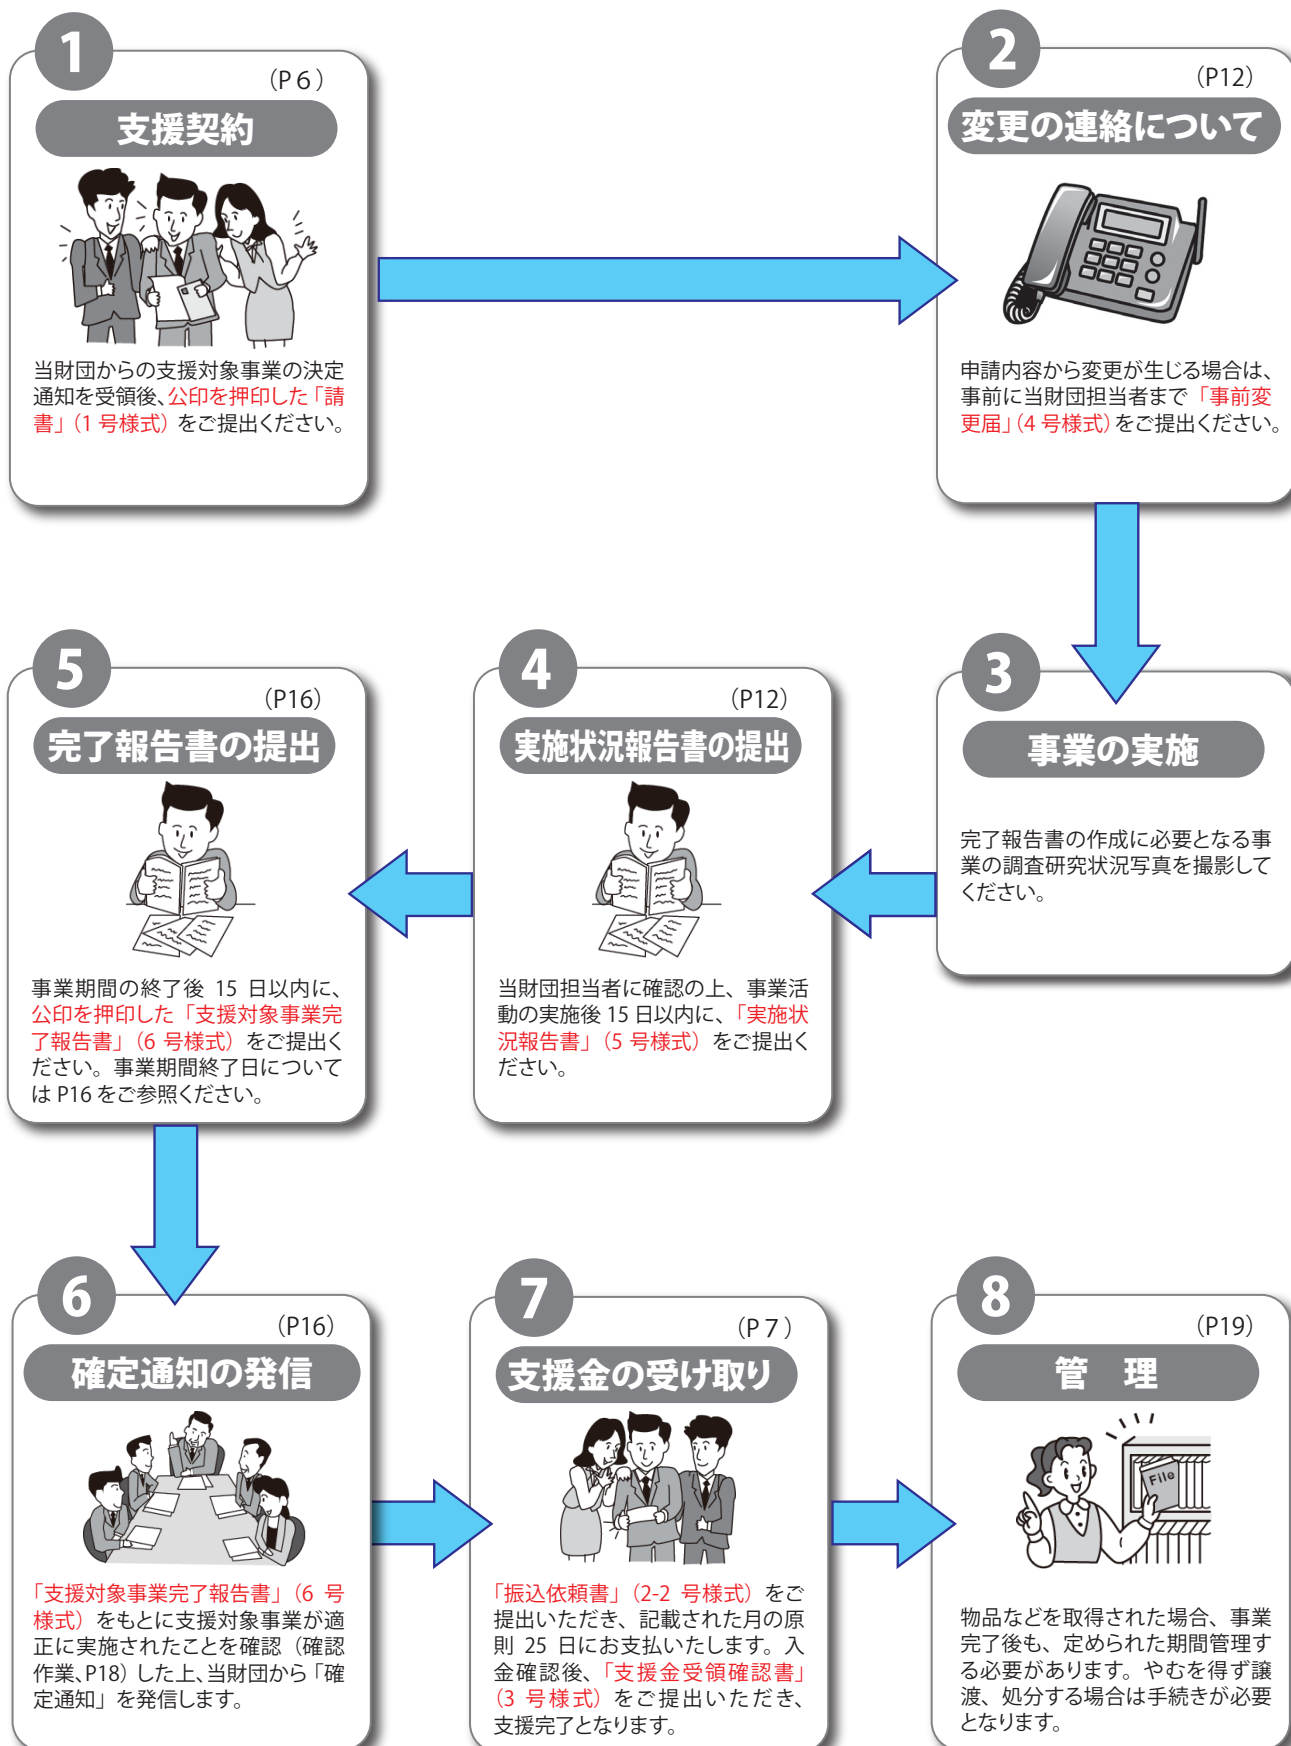 1
（P 6）
支援契約
当財団からの支援対象事業の決定
通知を受領後、公印を押印した「請
書」（1 号様式）をご提出ください。
2
（P12）
変更の連絡について
申請内容から変更が生じる場合は、
事前に当財団担当者まで「事前変
更届」（4 号様式）をご提出ください。
3
事業の実施
完了報告書の作成に必要となる事
業の調査研究状況写真を撮影して
ください。
4
（P12）
実施状況報告書の提出
当財団担当者に確認の上、事業活
動の実施後 15 日以内に、「実施状
況報告書」（5 号様式）をご提出く
ださい。
5
（P16）
完了報告書の提出
事業期間の終了後 15 日以内に、
公印を押印した「支援対象事業完
了報告書」（6 号様式）をご提出く
ださい。事業期間終了日について
は P16 をご参照ください。
6
（P16）
確定通知の発信
「支援対象事業完了報告書」（6 号
様式）をもとに支援対象事業が適
正に実施されたことを確認（確認
作業、P18）した上、当財団から「確
定通知」を発信します。
7
（P 7）
支援金の受け取り
「振込依頼書」（2-2 号様式）をご
提出いただき、記載された月の原
則 25 日にお支払いたします。入
金確認後、「支援金受領確認書」
（3 号様式）をご提出いただき、
支援完了となります。
8
（P19）
管　理
File
物品などを取得された場合、事業
完了後も、定められた期間管理す
る必要があります。やむを得ず譲
渡、処分する場合は手続きが必要
となります。